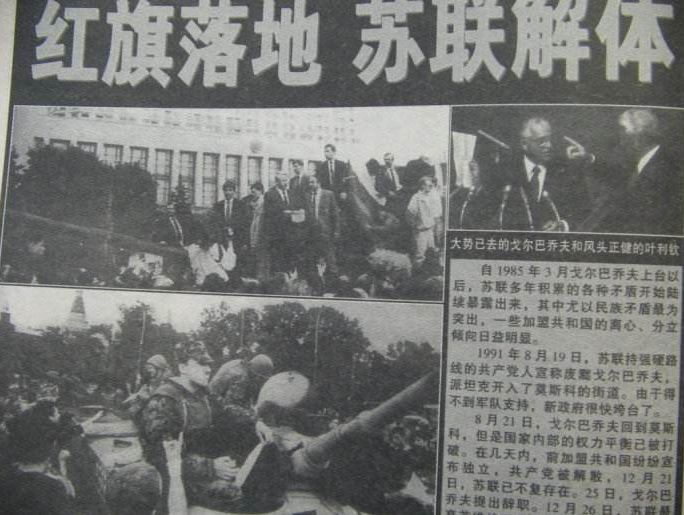 红旗落地 苏联解体
大势已去的戈尔巴乔夫和风头正健的叶利钦
自 1985 年 3 月戈尔巴乔夫上台以
后，苏联多年积累的各种矛盾开始陆
续暴露出来，其中尤以民族矛盾最为
突出，一些加盟共和国的离心、分立
倾向日益明显。
1991 年 8 月 19 日，苏联持强硬路
线的共产党人宣称废黜戈尔巴乔夫，
派坦克开入了莫斯科的街道。由于得
不到军队支持，新政府很快垮台了。
8 月 21 日，戈尔巴乔夫回到莫斯
科，但是国家内部的权力平衡已被打
破。在几天内，前加盟共和国纷纷宣
布独立，共产党被解散，12 月 21
日，苏联已不复存在。25 日，戈尔巴
乔夫提出辞职。12 月 26 日，苏联最